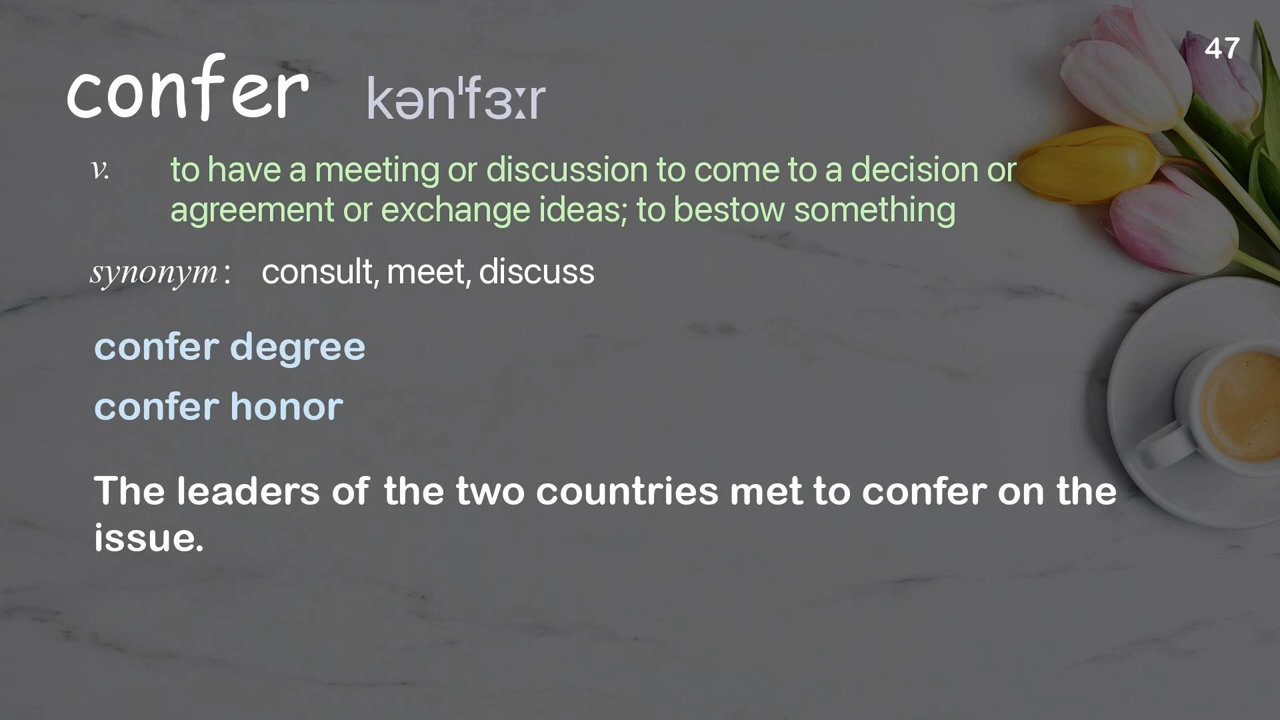 47
confer kənˈfɜːr
v. to have a meeting or discussion to come to a decision or
agreement or exchange ideas; to bestow something
synonym: consult, meet, discuss
confer degree
confer honor
The leaders of the two countries met to confer on the
issue.